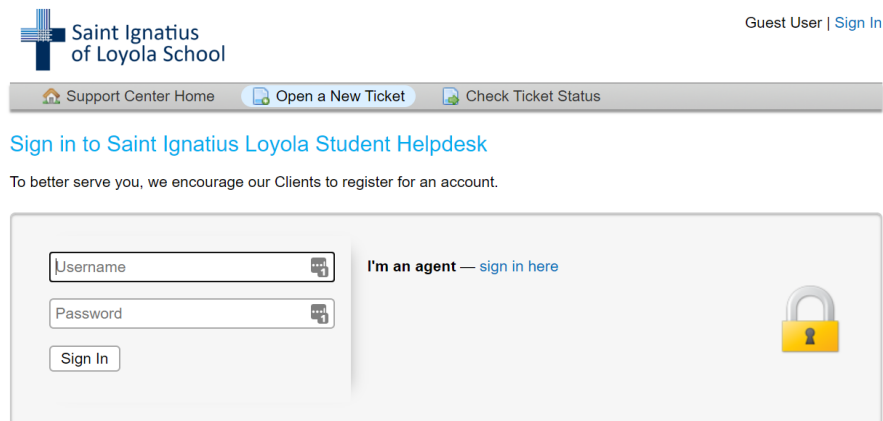 Saint Ignatius
of Loyola School
Guest User | Sign In
Support Center Home Open a New Ticket Check Ticket Status
Sign in to Saint Ignatius Loyola Student Helpdesk
To better serve you, we encourage our Clients to register for an account.
Username
I'm an agent — sign in here
Password
Sign In